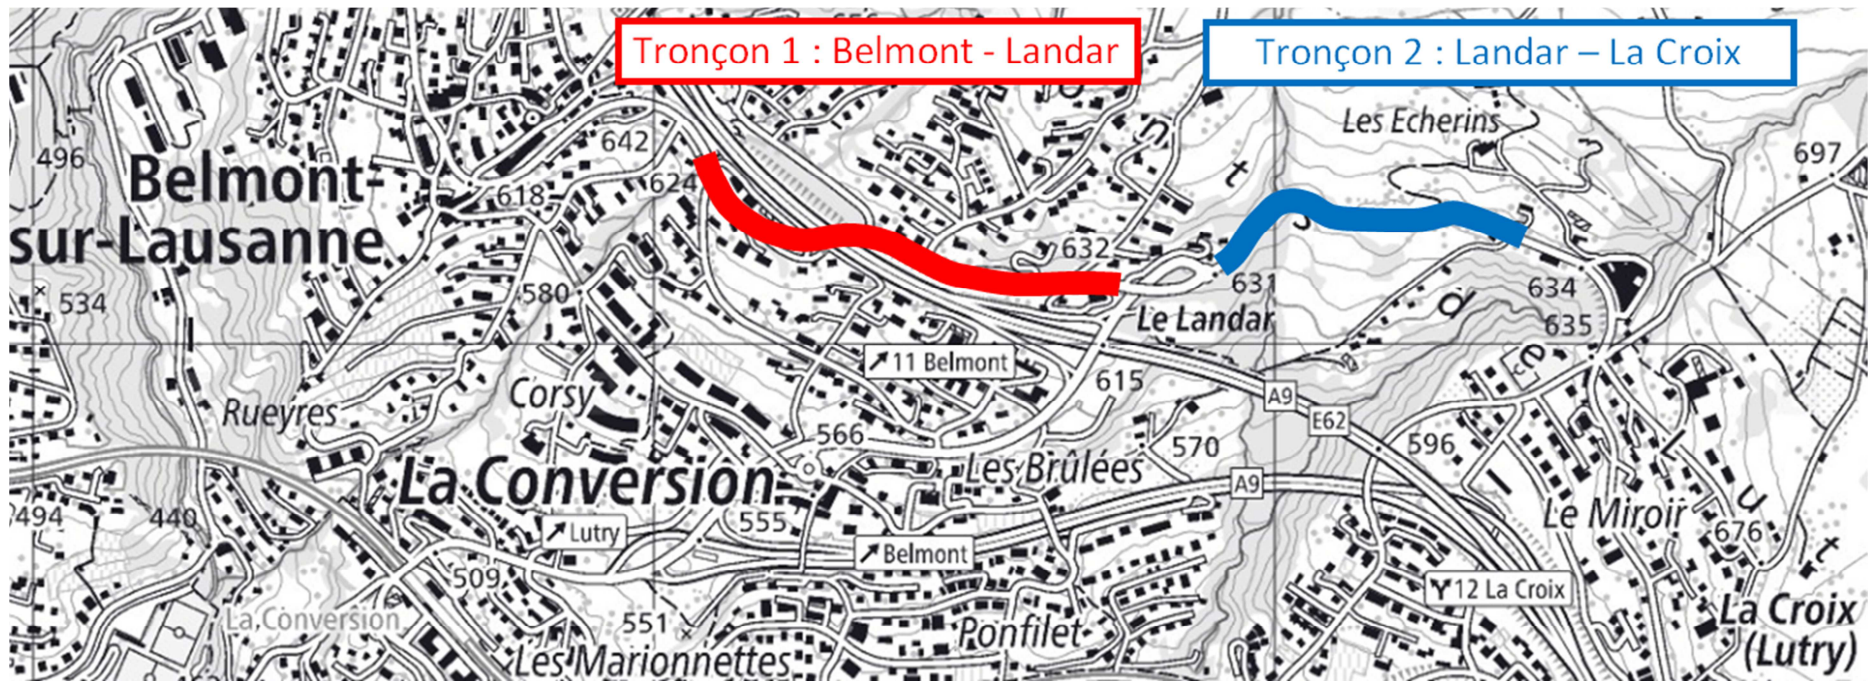 Tronçon 1 : Belmont - Landar
Tronçon 2 : Landar – La Croix
Les Echerins
642
496
697
Belmont-
sur-Lausanne
624
618
632
631
534
580
634
635
Le Landar
11 Belmont
615
A9
E62
Rueyres
Corsy
566
570
596
La Conversion
Les Brûlées
A9
494
440
Lutry
555
Belmont
Le Miroir
676
509
12 La Croix
La Conversion
551
Ponfilet
La Croix
(Lutry)
Les Marionnettes